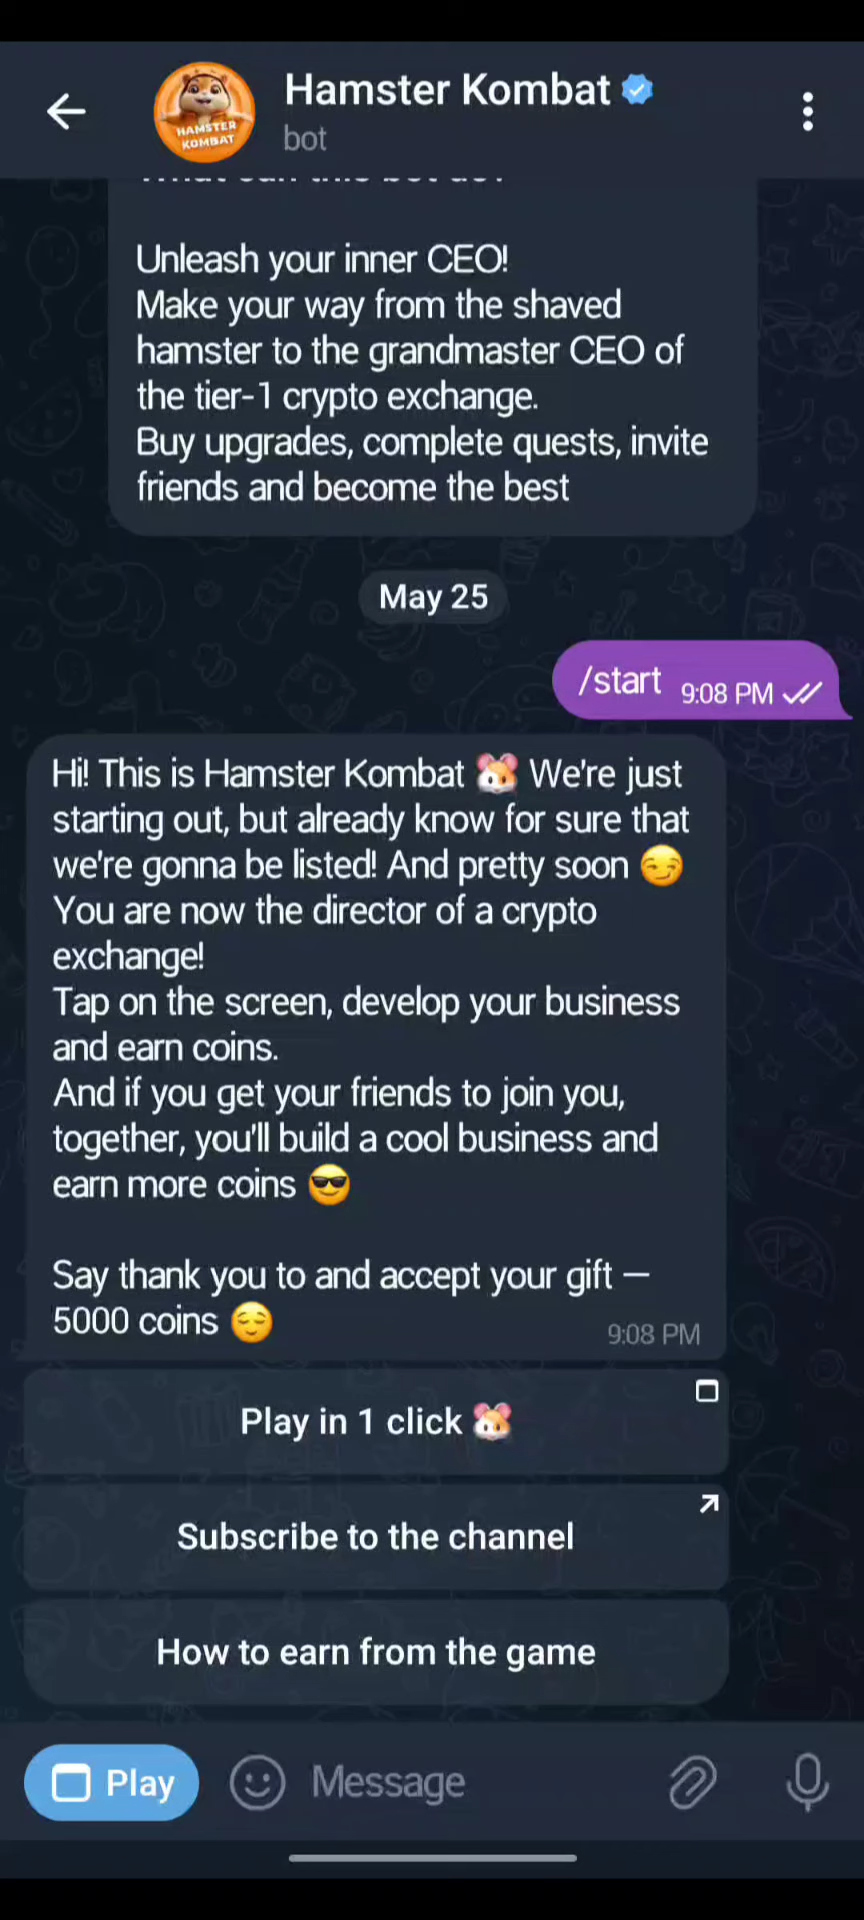 Hamster Kombat
HAMSTER
KOMBAT
bot
Unleash your inner CEO!
Make your way from the shaved
hamster to the grandmaster CEO of
the tier-1 crypto exchange.
Buy upgrades, complete quests, invite
friends and become the best
May 25
/start 9:08 PM
Hi! This is Hamster Kombat 🐹 We're just
starting out, but already know for sure that
we're gonna be listed! And pretty soon 😏
You are now the director of a crypto
exchange!
Tap on the screen, develop your business
and earn coins.
And if you get your friends to join you,
together, you'll build a cool business and
earn more coins 😎
Say thank you to and accept your gift —
5000 coins 😌
9:08 PM
Play in 1 click 🐹
Subscribe to the channel
How to earn from the game
Play Message